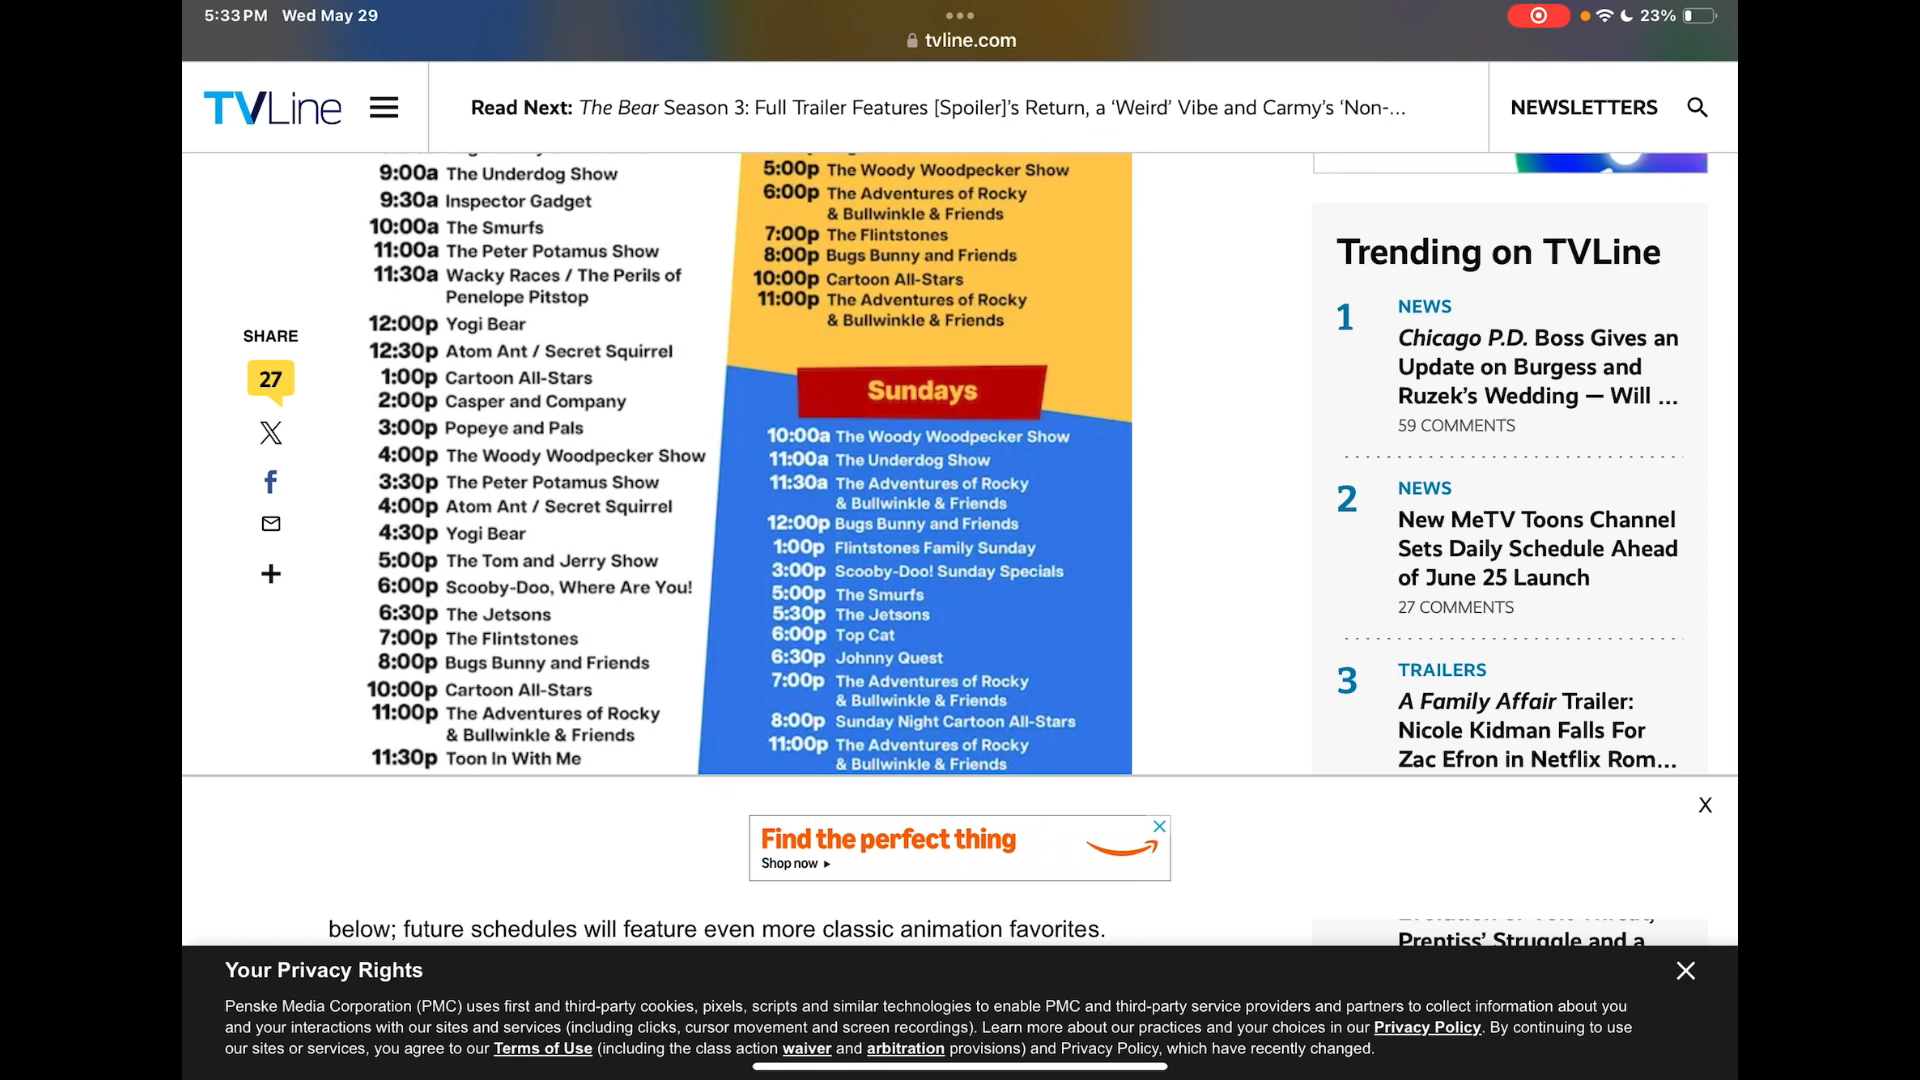 5:33 PM Wed May 29
23%
tvline.com
TVLine
Read Next: The Bear Season 3: Full Trailer Features [Spoiler]’s Return, a ‘Weird’ Vibe and Carmy’s ‘Non-...
NEWSLETTERS
SHARE
27
9:00a The Underdog Show
9:30a Inspector Gadget
10:00a The Smurfs
11:00a The Peter Potamus Show
11:30a Wacky Races / The Perils of
Penelope Pitstop
12:00p Yogi Bear
12:30p Atom Ant / Secret Squirrel
1:00p Cartoon All-Stars
2:00p Casper and Company
3:00p Popeye and Pals
4:00p The Woody Woodpecker Show
3:30p The Peter Potamus Show
4:00p Atom Ant / Secret Squirrel
4:30p Yogi Bear
5:00p The Tom and Jerry Show
6:00p Scooby-Doo, Where Are You!
6:30p The Jetsons
7:00p The Flintstones
8:00p Bugs Bunny and Friends
10:00p Cartoon All-Stars
11:00p The Adventures of Rocky
& Bullwinkle & Friends
11:30p Toon In With Me
5:00p The Woody Woodpecker Show
6:00p The Adventures of Rocky
& Bullwinkle & Friends
7:00p The Flintstones
8:00p Bugs Bunny and Friends
10:00p Cartoon All-Stars
11:00p The Adventures of Rocky
& Bullwinkle & Friends
Sundays
10:00a The Woody Woodpecker Show
11:00a The Underdog Show
11:30a The Adventures of Rocky
& Bullwinkle & Friends
12:00p Bugs Bunny and Friends
1:00p Flintstones Family Sunday
3:00p Scooby-Doo! Sunday Specials
5:00p The Smurfs
5:30p The Jetsons
6:00p Top Cat
6:30p Johnny Quest
7:00p The Adventures of Rocky
& Bullwinkle & Friends
8:00p Sunday Night Cartoon All-Stars
11:00p The Adventures of Rocky
& Bullwinkle & Friends
Trending on TVLine
1
NEWS
Chicago P.D. Boss Gives an
Update on Burgess and
Ruzek’s Wedding — Will ...
59 COMMENTS
2
NEWS
New MeTV Toons Channel
Sets Daily Schedule Ahead
of June 25 Launch
27 COMMENTS
3
TRAILERS
A Family Affair Trailer:
Nicole Kidman Falls For
Zac Efron in Netflix Rom...
X
Find the perfect thing
Shop now
below; future schedules will feature even more classic animation favorites.
Prentiss’ Struggle and a
Your Privacy Rights
Penske Media Corporation (PMC) uses first and third-party cookies, pixels, scripts and similar technologies to enable PMC and third-party service providers and partners to collect information about you
and your interactions with our sites and services (including clicks, cursor movement and screen recordings). Learn more about our practices and your choices in our Privacy Policy. By continuing to use
our sites or services, you agree to our Terms of Use (including the class action waiver and arbitration provisions) and Privacy Policy, which have recently changed.